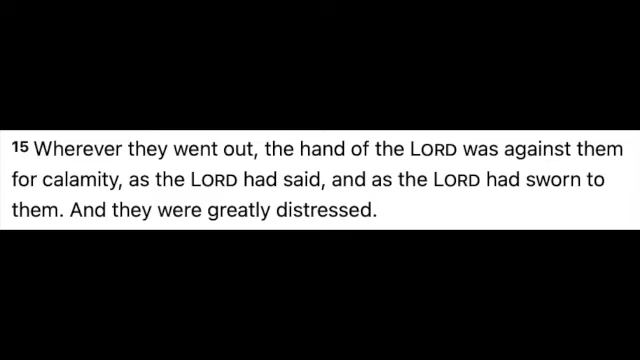 15 Wherever they went out, the hand of the LORD was against them
for calamity, as the LORD had said, and as the LORD had sworn to
them. And they were greatly distressed.